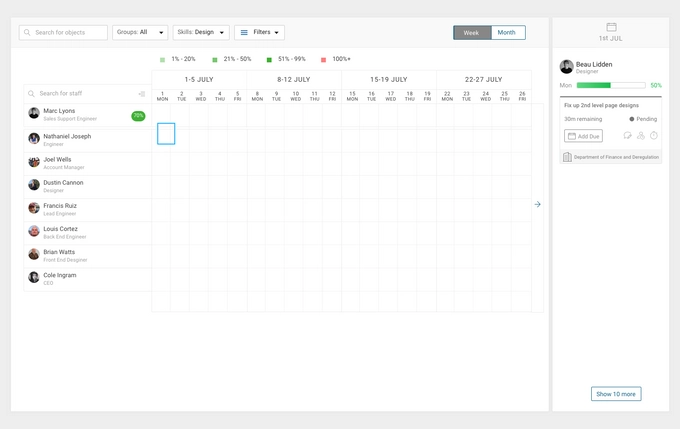 Search for objects
Groups: All
Skills: Design
Filters
Week
Month
1% - 20%
21% - 50%
51% - 99%
100%+
1-5 JULY
8-12 JULY
15-19 JULY
22-27 JULY
Search for staff
1 2 3 4 5 8 9 10 11 12 15 16 17 18 19 22 23 24 25 26
MON TUE WED THU FRI MON TUE WED THU FRI MON TUE WED THU FRI MON TUE WED THU FRI
Marc Lyons
Sales Support Engineer
70%
Nathaniel Joseph
Engineer
Joel Wells
Account Manager
Dustin Cannon
Designer
Francis Ruiz
Lead Engineer
Louis Cortez
Back End Engineer
Brian Watts
Front End Desginer
Cole Ingram
CEO
1st JUL
Beau Lidden
Designer
Mon
50%
Fix up 2nd level page designs
30m remaining
Pending
Add Due
Department of Finance and Deregulation
Show 10 more